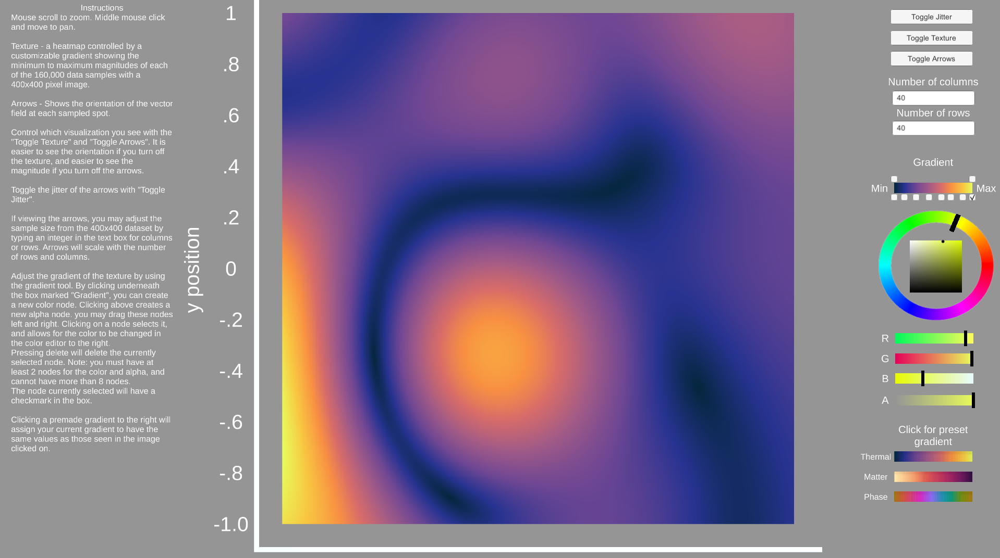 Instructions
Mouse scroll to zoom. Middle mouse click
and move to pan.
Texture - a heatmap controlled by a
customizable gradient showing the
minimum to maximum magnitudes of each
of the 160,000 data samples with a
400x400 pixel image.
Arrows - Shows the orientation of the vector
field at each sampled spot.
Control which visualization you see with the
"Toggle Texture" and "Toggle Arrows". It is
easier to see the orientation if you turn off
the texture, and easier to see the
magnitude if you turn off the arrows.
Toggle the jitter of the arrows with "Toggle
Jitter".
If viewing the arrows, you may adjust the
sample size from the 400x400 dataset by
typing an integer in the text box for columns
or rows. Arrows will scale with the number
of rows and columns.
Adjust the gradient of the texture by using
the gradient tool. By clicking underneath
the box marked "Gradient", you can create
a new color node. Clicking above creates a
new alpha node. you may drag these nodes
left and right. Clicking on a node selects it,
and allows for the color to be changed in
the color editor to the right.
Pressing delete will delete the currently
selected node. Note: you must have at
least 2 nodes for the color and alpha, and
cannot have more than 8 nodes.
The node currently selected will have a
checkmark in the box.
Clicking a premade gradient to the right will
assign your current gradient to have the
same values as those seen in the image
clicked on.
y position
1
.8
.6
.4
.2
0
-.2
-.4
-.6
-.8
-1.0
Toggle Jitter
Toggle Texture
Toggle Arrows
Number of columns
40
Number of rows
40
Gradient
Min
Max
R
G
B
A
Click for preset
gradient
Thermal
Matter
Phase